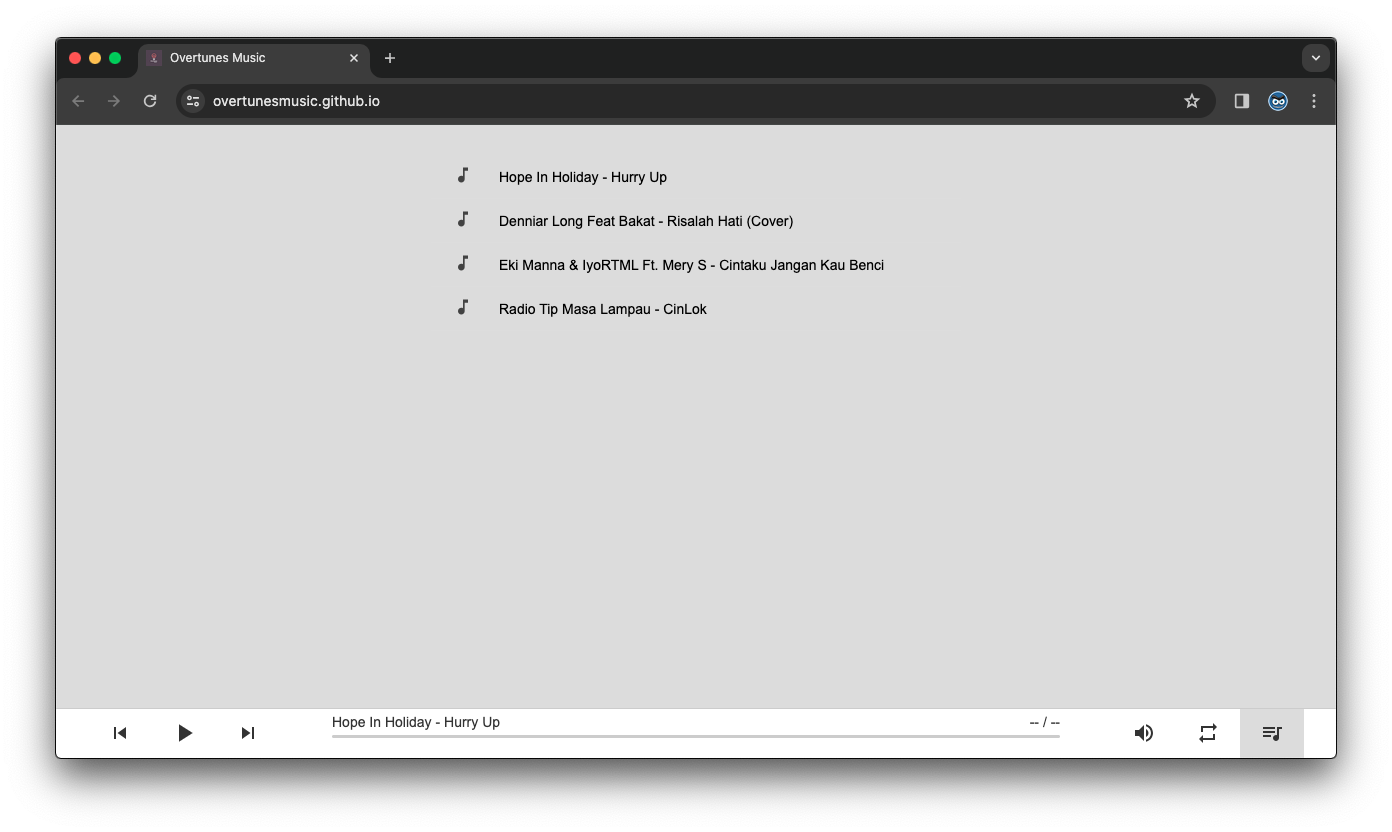 Overtunes Music
overtunesmusic.github.io
Hope In Holiday - Hurry Up
Denniar Long Feat Bakat - Risalah Hati (Cover)
Eki Manna & IyoRTML Ft. Mery S - Cintaku Jangan Kau Benci
Radio Tip Masa Lampau - CinLok
Hope In Holiday - Hurry Up
-- / --